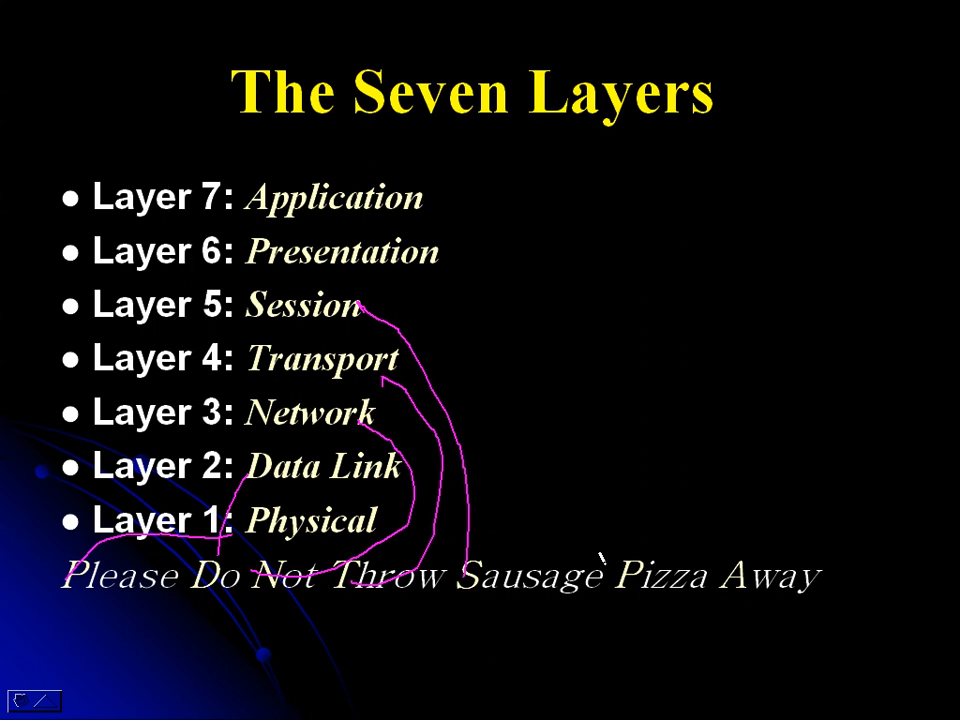 The Seven Layers
Layer 7: Application
Layer 6: Presentation
Layer 5: Session
Layer 4: Transport
Layer 3: Network
Layer 2: Data Link
Layer 1: Physical
Please Do Not Throw Sausage Pizza Away